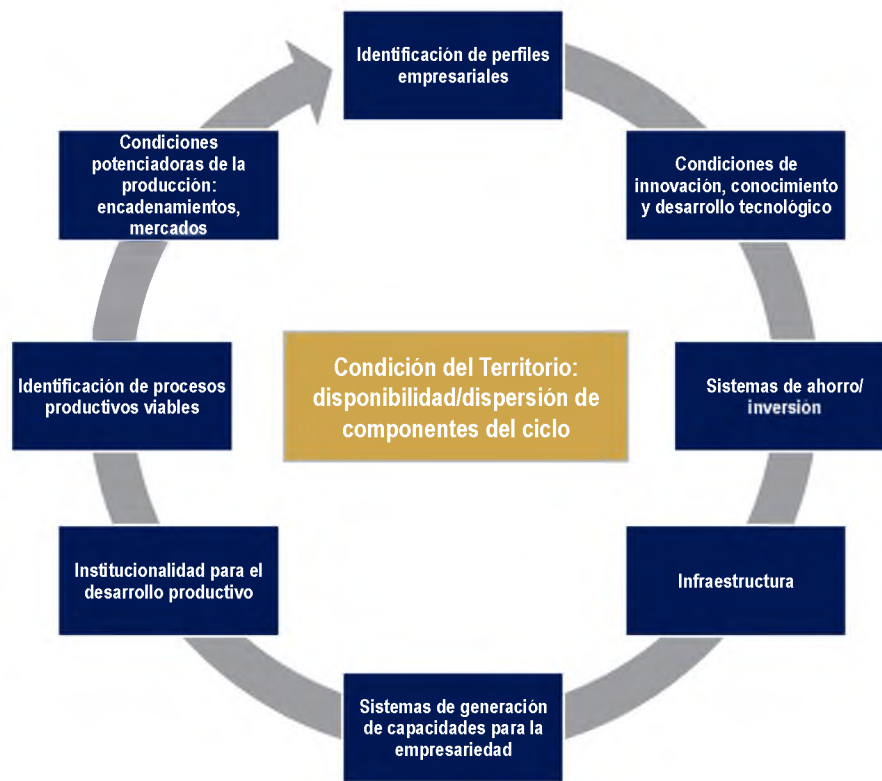 Identificación de perfiles
empresariales
Condiciones de
innovación, conocimiento
y desarrollo tecnológico
Sistemas de ahorro/
inversión
Infraestructura
Sistemas de generación
de capacidades para la
empresariedad
Institucionalidad para el
desarrollo productivo
Identificación de procesos
productivos viables
Condiciones
potenciadoras de la
producción:
encadenamientos,
mercados
Condición del Territorio:
disponibilidad/dispersión de
componentes del ciclo